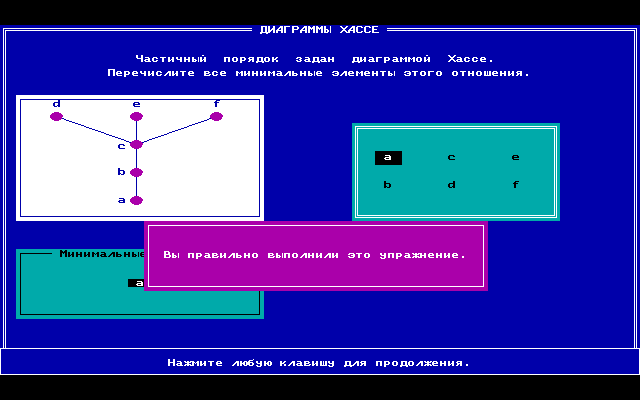 ДИАГРАММЫ ХАССЕ
Частичный порядок задан диаграммой Хассе.
Перечислите все минимальные элементы этого отношения.
d e f
c
b
a
a c e
b d f
Вы правильно выполнили это упражнение.
Минимальные
a
Нажмите любую клавишу для продолжения.